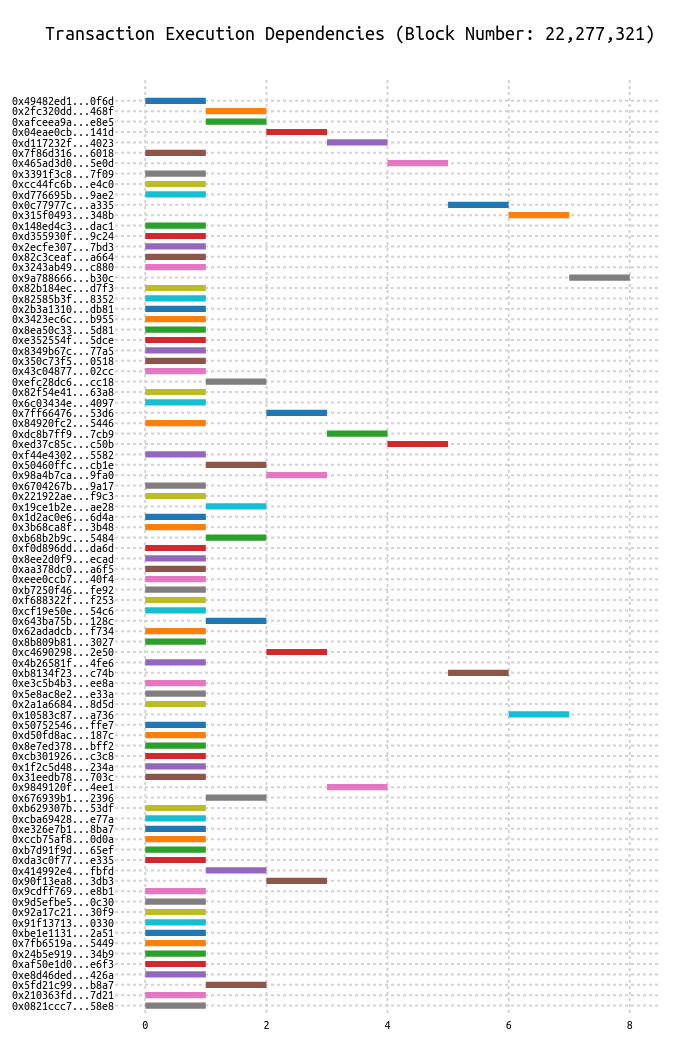 Transaction Execution Dependencies (Block Number: 22,277,321)
0x49482ed1...0f6d
0x2fc320dd...468f
0xafceea9a...e8e5
0x04eae0cb...141d
0xd117232f...4023
0x7f86d316...6018
0x465ad3d0...5e0d
0x3391f3c8...7f09
0xcc44fc6b...e4c0
0xd776695b...9ae2
0x0c77977c...a335
0x315f0493...348b
0x148ed4c3...dac1
0xd355930f...9c24
0x2ecfe307...7bd3
0x82c3ceaf...a664
0x3243ab49...c880
0x9a788666...b30c
0x82b184ec...d7f3
0x82585b3f...8352
0x2b3a1310...db81
0x3423ec6c...b955
0x8ea50c33...5d81
0xe352554f...5dce
0x8349b67c...77a5
0x350c73f5...0518
0x43c04877...02cc
0xefc28dc6...cc18
0x82f54e41...63a8
0x6c03434e...4097
0x7ff66476...53d6
0x84920fc2...5446
0xdc8b7ff9...7cb9
0xed37c85c...c50b
0xf44e4302...5582
0x50460ffc...cb1e
0x98a4b7ca...9fa0
0x6704267b...9a17
0x221922ae...f9c3
0x19ce1b2e...ae28
0x1d2ac0e6...6d4a
0x3b68ca8f...3b48
0xb68b2b9c...5484
0xf0d896dd...da6d
0x8ee2d0f9...ecad
0xaa378dc0...a6f5
0xeee0ccb7...40f4
0xb7250f46...fe92
0xf688322f...f253
0xcf19e50e...54c6
0x643ba75b...128c
0x62adadcb...f734
0x8b809b81...3027
0xc4690298...2e50
0x4b26581f...4fe6
0xb8134f23...c74b
0xe3c5b4b3...ee8a
0x5e8ac8e2...e33a
0x2a1a6684...8d5d
0x10583c87...a736
0x50752546...ffe7
0xd50fd8ac...187c
0x8e7ed378...bff2
0xcb301926...c3c8
0x1f2c5d48...234a
0x31eedb78...703c
0x9849120f...4ee1
0x676939b1...2396
0xb629307b...53df
0xcba69428...e77a
0xe326e7b1...8ba7
0xccb75af8...0d0a
0xb7d91f9d...65ef
0xda3c0f77...e335
0x414992e4...fbfd
0x90f13ea8...3db3
0x9cdff769...e8b1
0x9d5efbe5...0c30
0x92a17c21...30f9
0x91f13713...0330
0xbe1e1131...2a51
0x7fb6519a...5449
0x24b5e919...34b9
0xaf50e1d0...e6f3
0xe8d46ded...426a
0x5fd21c99...b8a7
0x210363fd...7d21
0x0821ccc7...58e8
0 2 4 6 8